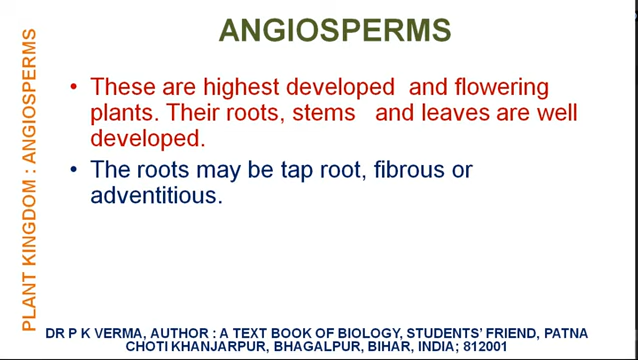 ANGIOSPERMS
PLANT KINGDOM : ANGIOSPERMS
• These are highest developed and flowering
plants. Their roots, stems and leaves are well
developed.
• The roots may be tap root, fibrous or
adventitious.
DR P K VERMA, AUTHOR : A TEXT BOOK OF BIOLOGY, STUDENTS' FRIEND, PATNA
CHOTI KHANJARPUR, BHAGALPUR, BIHAR, INDIA; 812001